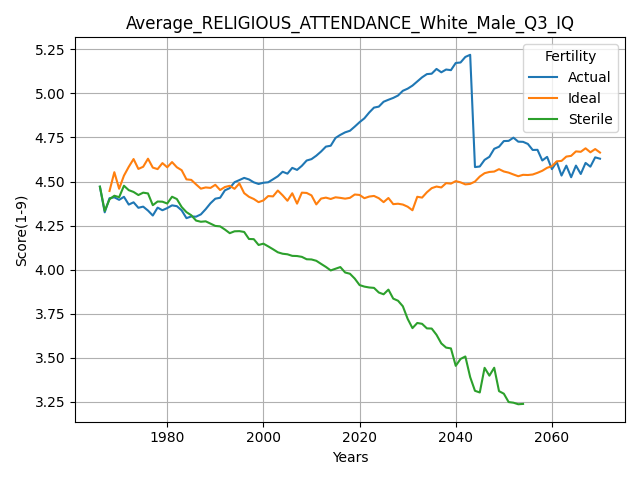 Average_RELIGIOUS_ATTENDANCE_White_Male_Q3_IQ
Score(1-9)
5.25
5.00
4.75
4.50
4.25
4.00
3.75
3.50
3.25
Fertility
Actual
Ideal
Sterile
1980
2000
2020
2040
2060
Years